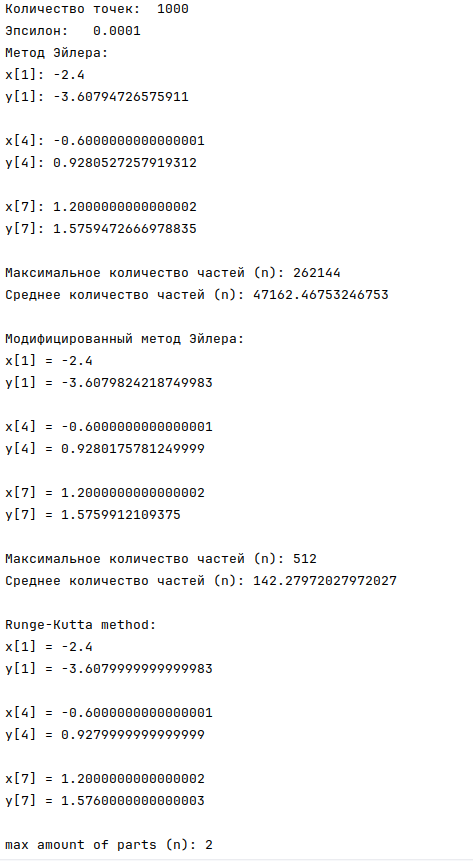 Количество точек:  1000
Эпсилон:   0.0001
Метод Эйлера:
x[1]: -2.4
y[1]: -3.60794726575911
x[4]: -0.6000000000000001
y[4]: 0.9280527257919312
x[7]: 1.2000000000000002
y[7]: 1.5759472666978835
Максимальное количество частей (n): 262144
Среднее количество частей (n): 47162.46753246753
Модифицированный метод Эйлера:
x[1] = -2.4
y[1] = -3.6079824218749983
x[4] = -0.6000000000000001
y[4] = 0.9280175781249999
x[7] = 1.2000000000000002
y[7] = 1.5759912109375
Максимальное количество частей (n): 512
Среднее количество частей (n): 142.27972027972027
Runge-Kutta method:
x[1] = -2.4
y[1] = -3.6079999999999983
x[4] = -0.6000000000000001
y[4] = 0.9279999999999999
x[7] = 1.2000000000000002
y[7] = 1.5760000000000003
max amount of parts (n): 2